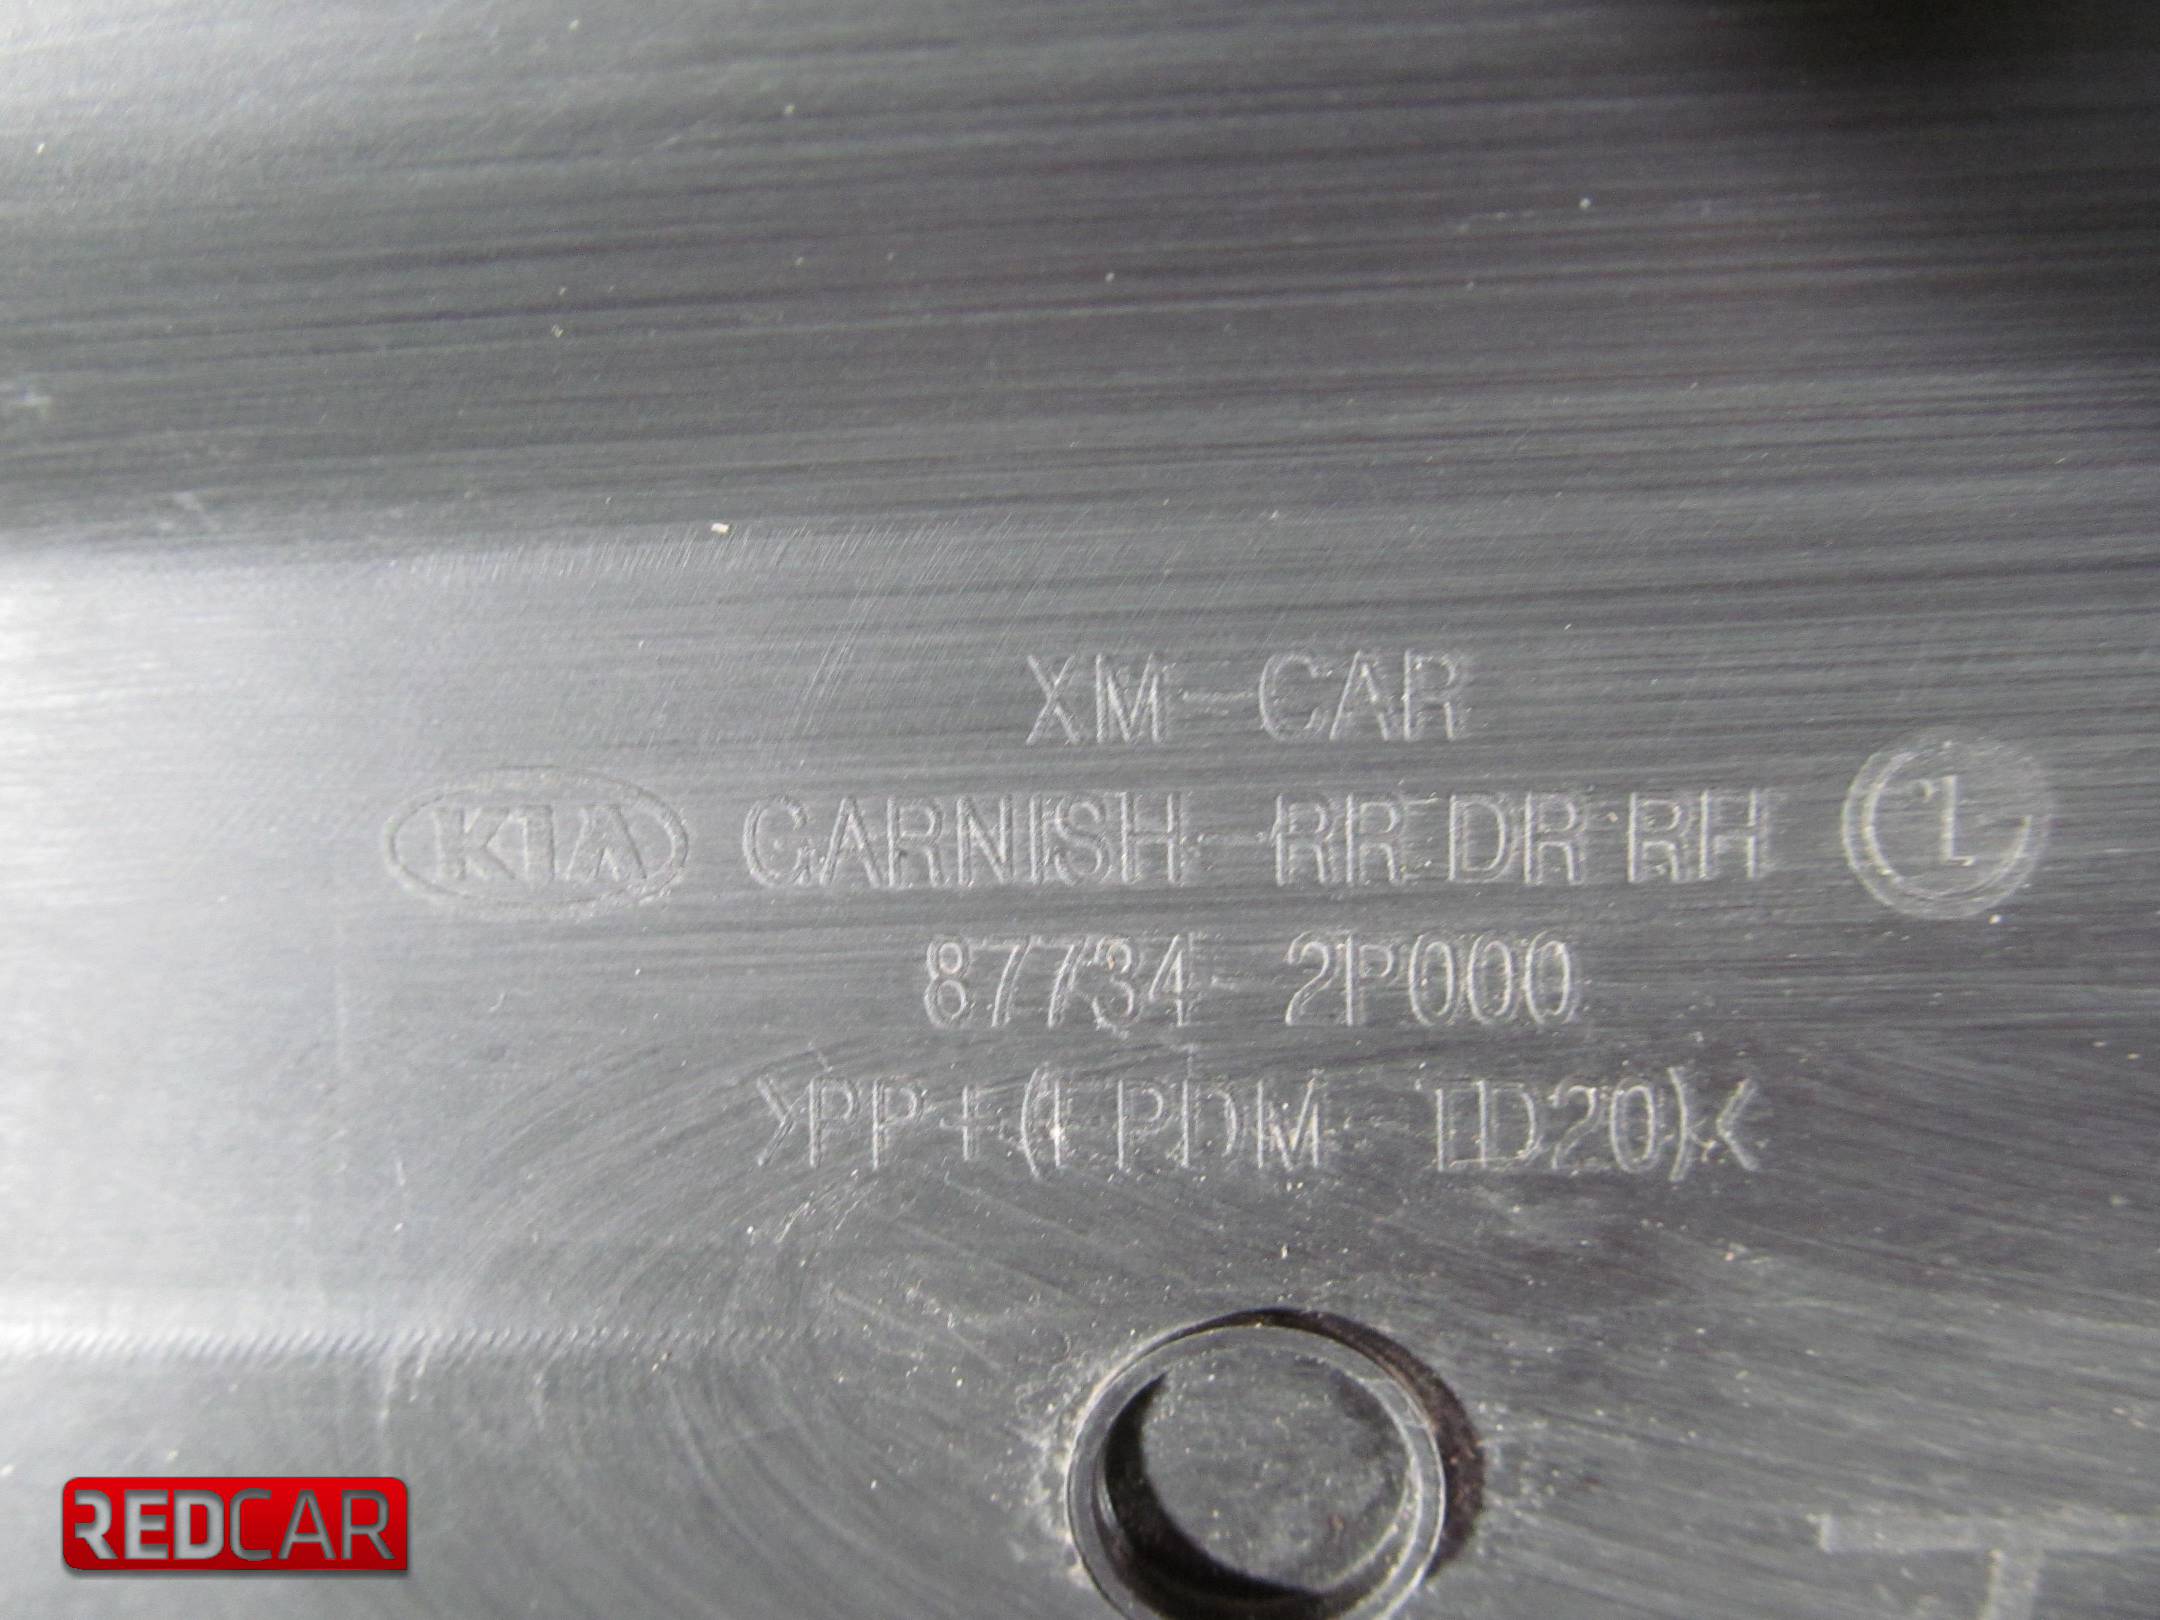 XM-CAR
KIA GARNISH-RR DR RH
87734-2P000
>PP+(EPDM-TD20)<
REDCAR